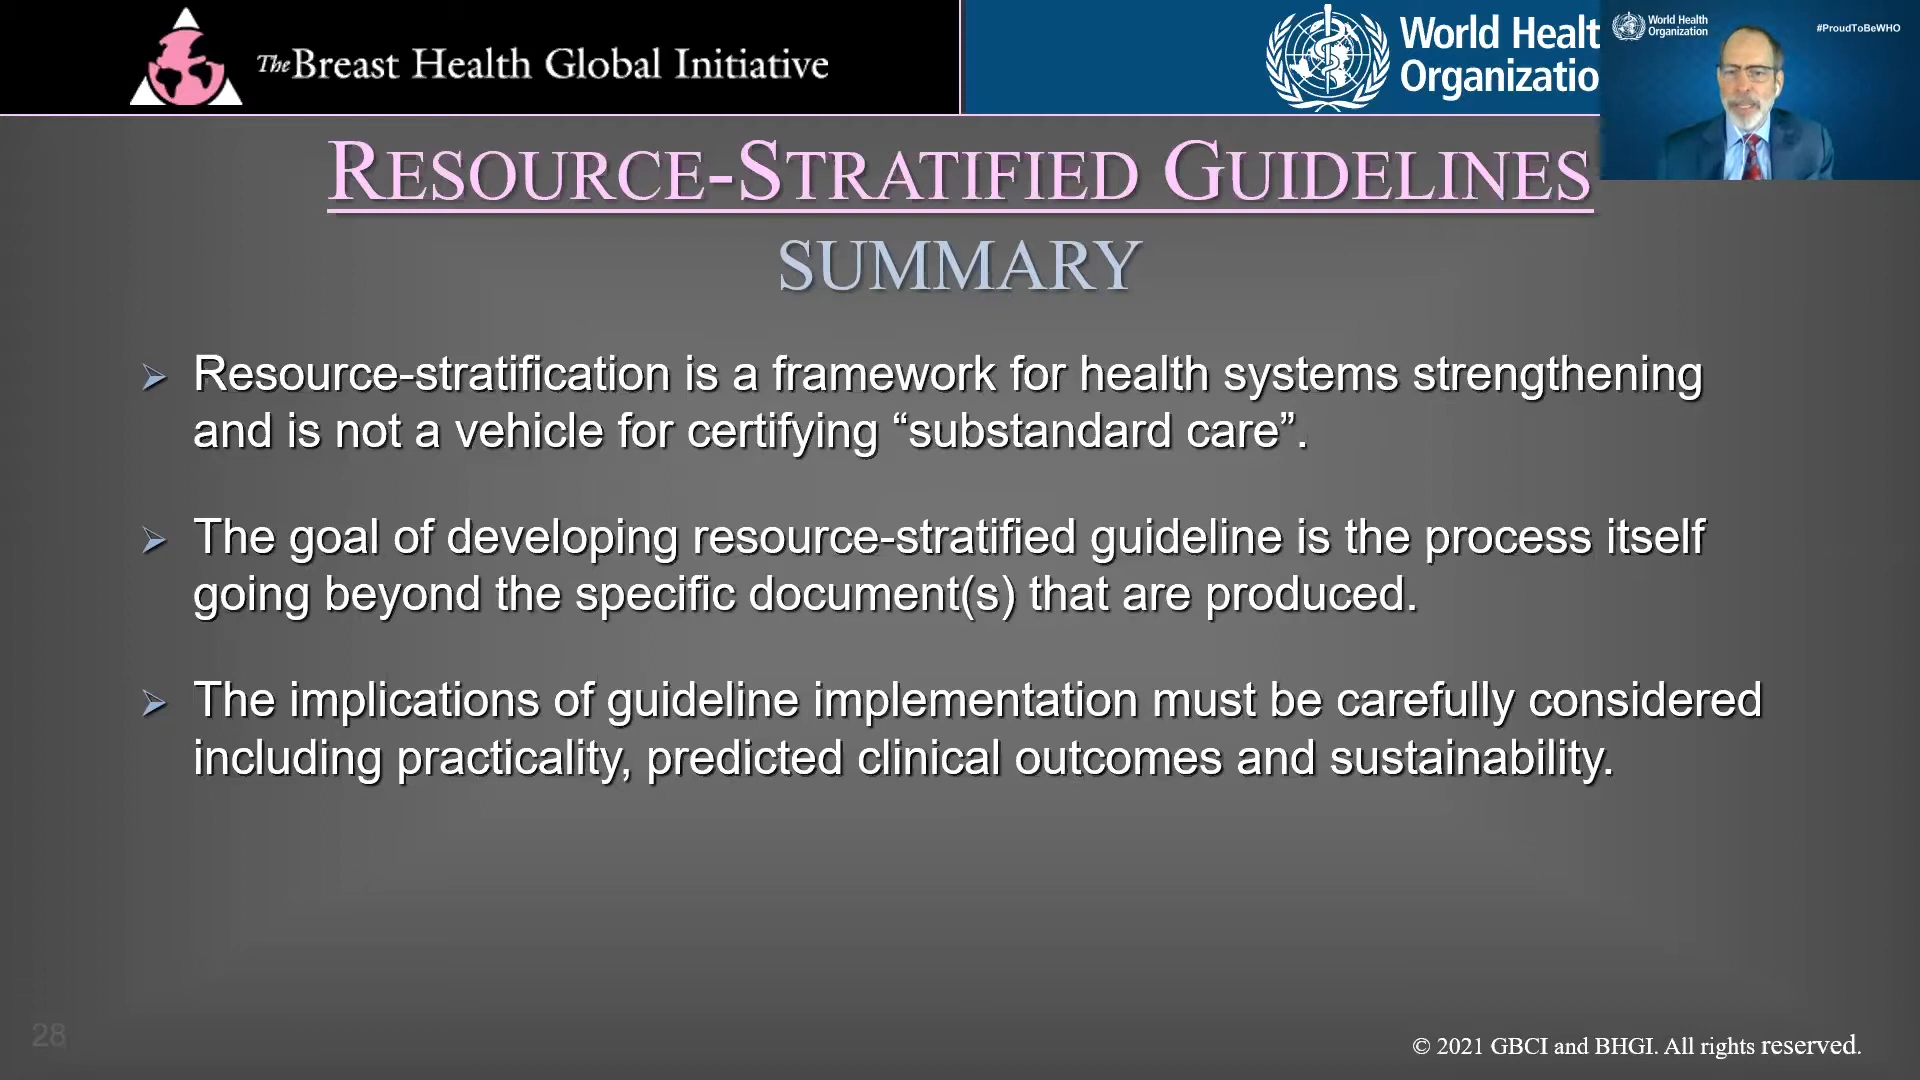 The Breast Health Global Initiative
World Healt
Organizatio
World Health
Organization
#ProudToBeWHO
RESOURCE-STRATIFIED GUIDELINES
SUMMARY
Resource-stratification is a framework for health systems strengthening
and is not a vehicle for certifying “substandard care”.
The goal of developing resource-stratified guideline is the process itself
going beyond the specific document(s) that are produced.
The implications of guideline implementation must be carefully considered
including practicality, predicted clinical outcomes and sustainability.
28
© 2021 GBCI and BHGI. All rights reserved.